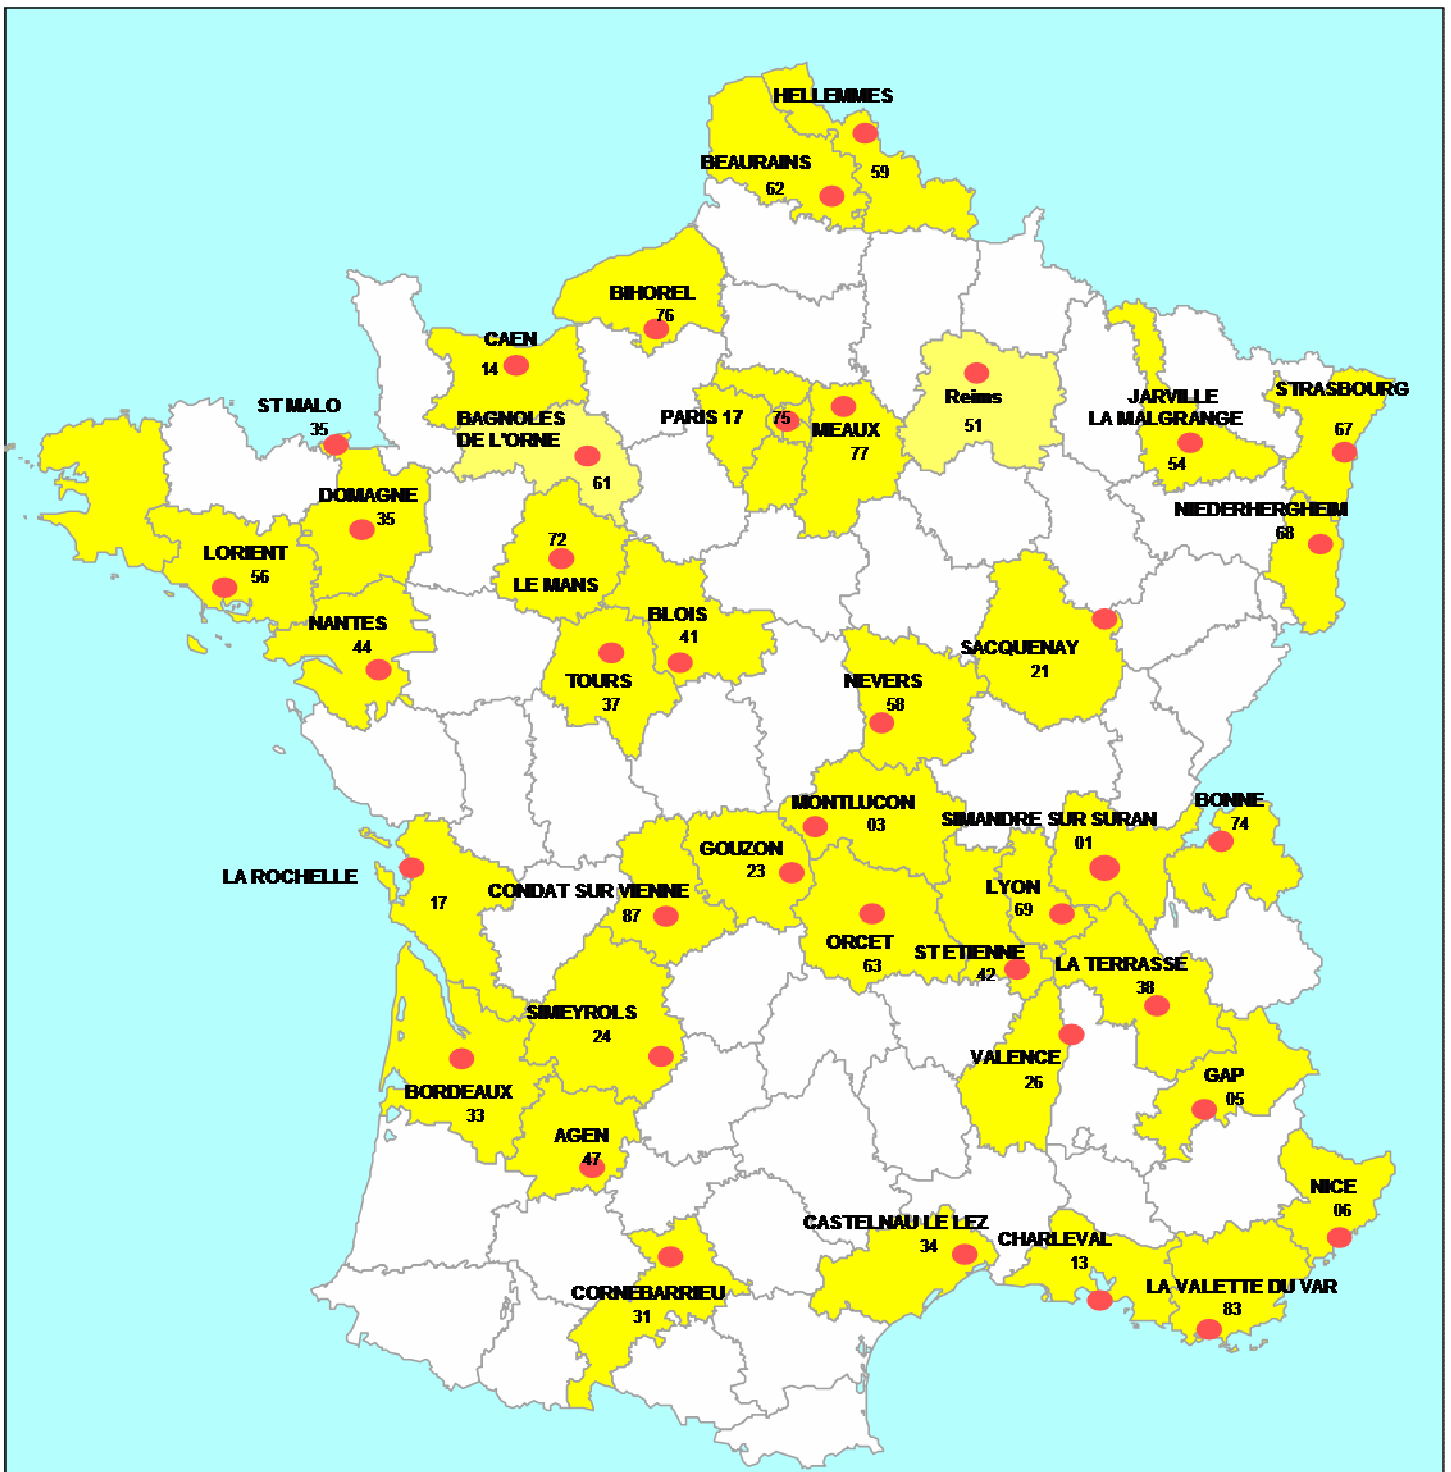 HELLEMMES
59
BEAURAINS
62
BIHOREL
76
CAEN
14
ST MALO
35
BAGNOLES
DE L'ORNE
61
PARIS 17
75
MEAUX
77
Reims
51
JARVILLE
LA MALGRANGE
54
STRASBOURG
67
NIEDERHERGHEIM
68
DOMAGNE
35
LORIENT
56
72
LE MANS
NANTES
44
BLOIS
41
TOURS
37
NEVERS
58
SACQUENAY
21
MONTLUCON
03
SIMANDRE SUR SURAN
01
BONNE
74
GOUZON
23
LA ROCHELLE
17
CONDAT SUR VIENNE
87
LYON
69
ORCET
63
ST ETIENNE
42
LA TERRASSE
38
SIMEYROLS
24
VALENCE
26
BORDEAUX
33
GAP
05
AGEN
47
NICE
06
CASTELNAU LE LEZ
34
CHARLEVAL
13
CORNEBARRIEU
31
LA VALETTE DU VAR
83